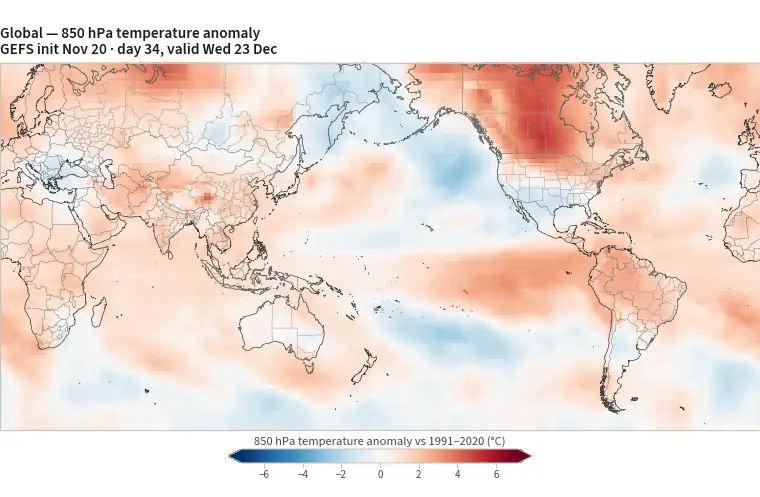 Global — 850 hPa temperature anomaly
GEFS init Nov 20 · day 34, valid Wed 23 Dec
850 hPa temperature anomaly vs 1991–2020 (°C)
−6 −4 −2 0 2 4 6